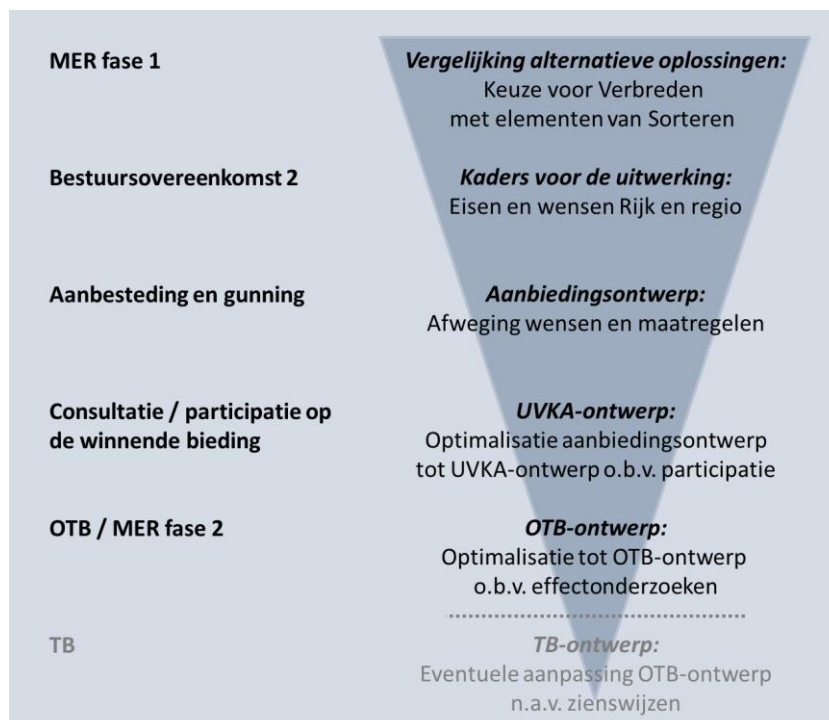 MER fase 1
Vergelijking alternatieve oplossingen:
Keuze voor Verbreden
met elementen van Sorteren
Bestuursovereenkomst 2
Kaders voor de uitwerking:
Eisen en wensen Rijk en regio
Aanbesteding en gunning
Aanbiedingsontwerp:
Afweging wensen en maatregelen
Consultatie / participatie op
de winnende bieding
UVKA-ontwerp:
Optimalisatie aanbiedingsontwerp
tot UVKA-ontwerp o.b.v. participatie
OTB / MER fase 2
OTB-ontwerp:
Optimalisatie tot OTB-ontwerp
o.b.v. effectonderzoeken
TB
TB-ontwerp:
Eventuele aanpassing OTB-ontwerp
n.a.v. zienswijzen